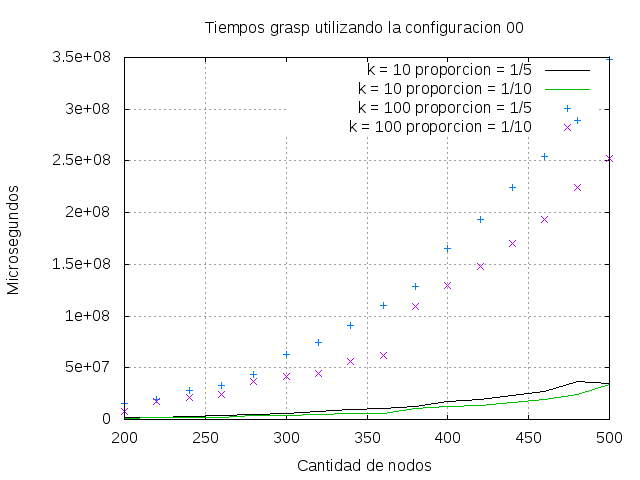 Tiempos grasp utilizando la configuracion 00
3.5e+08
3e+08
2.5e+08
2e+08
1.5e+08
1e+08
5e+07
0
Microsegundos
k = 10 proporcion = 1/5
k = 10 proporcion = 1/10
k = 100 proporcion = 1/5
k = 100 proporcion = 1/10
200 250 300 350 400 450 500
Cantidad de nodos